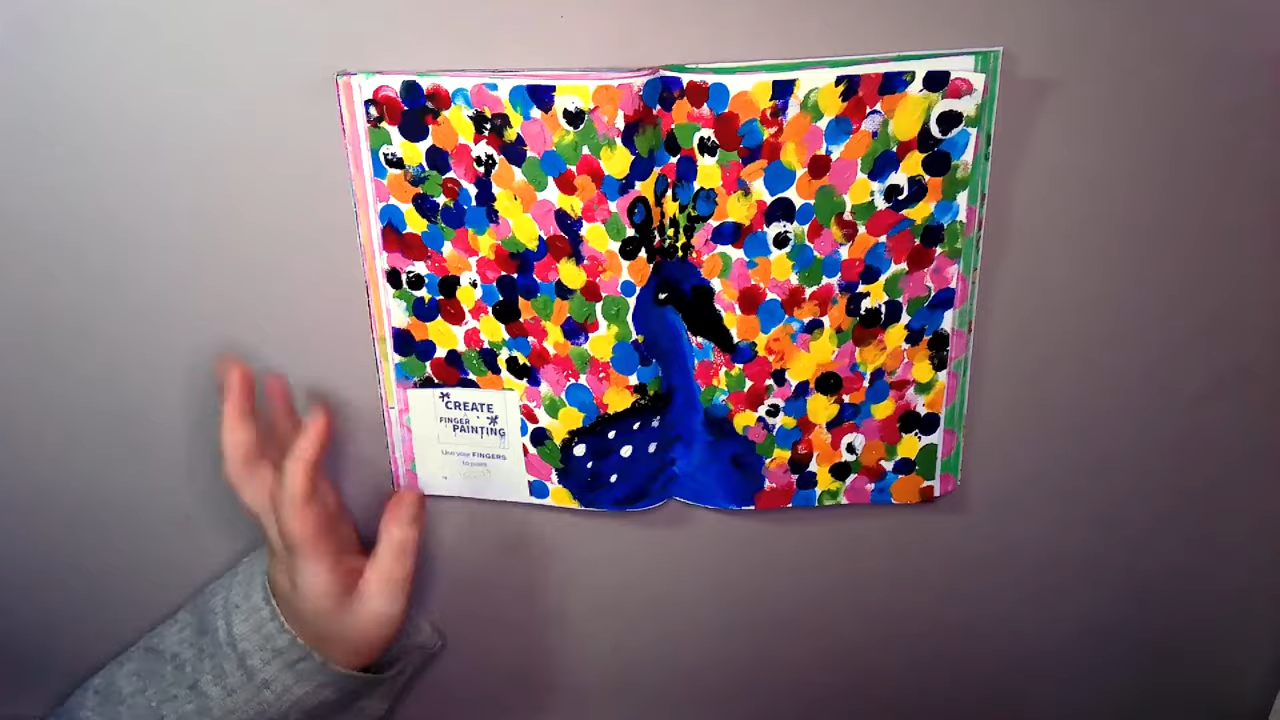 CREATE
A
FINGER
PAINTING
Use your FINGERS
to paint